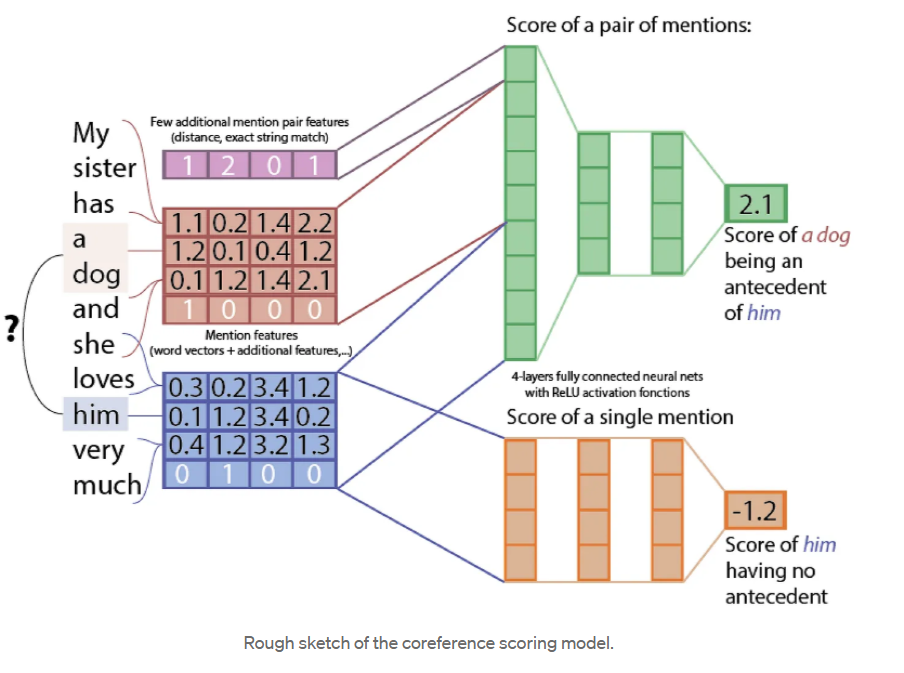 Score of a pair of mentions:
Few additional mention pair features
(distance, exact string match)
1 2 0 1
My
sister
has
a
dog
and
she
loves
him
very
much
?
1.1 0.2 1.4 2.2
1.2 0.1 0.4 1.2
0.1 1.2 1.4 2.1
1 0 0 0
Mention features
(word vectors + additional features,...)
0.3 0.2 3.4 1.2
0.1 1.2 3.4 0.2
0.4 1.2 3.2 1.3
0 1 0 0
2.1
Score of a dog
being an
antecedent
of him
4-layers fully connected neural nets
with ReLU activation fonctions
Score of a single mention
-1.2
Score of him
having no
antecedent
Rough sketch of the coreference scoring model.